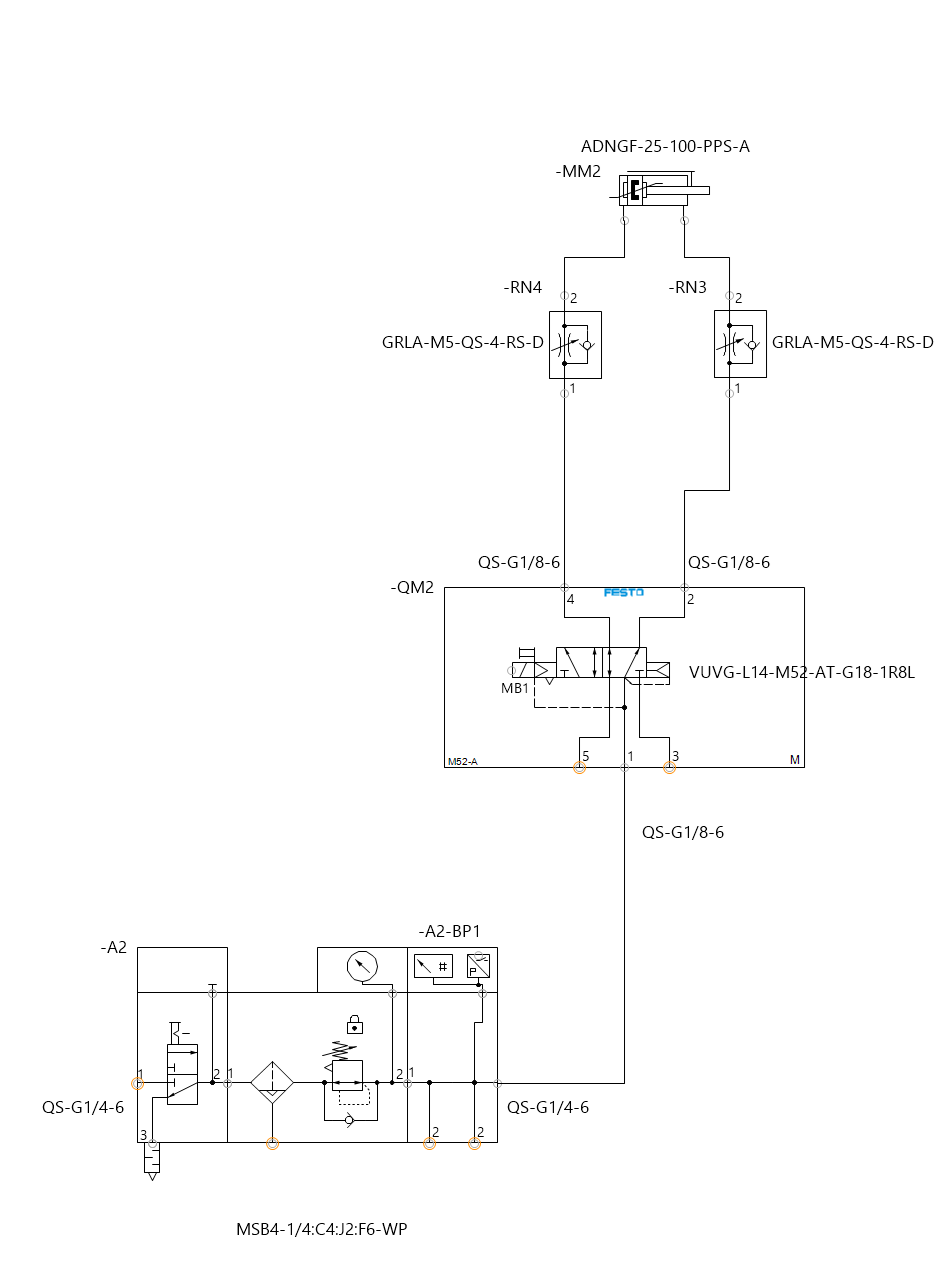 ADNGF-25-100-PPS-A
-MM2
-RN4
2
-RN3
2
GRLA-M5-QS-4-RS-D
GRLA-M5-QS-4-RS-D
1
1
QS-G1/8-6
QS-G1/8-6
-QM2
FESTO
4
2
VUVG-L14-M52-AT-G18-1R8L
MB1
5
1
3
M52-A
M
QS-G1/8-6
-A2-BP1
-A2
#
P
1
2
1
2
1
QS-G1/4-6
QS-G1/4-6
3
2
2
MSB4-1/4:C4:J2:F6-WP